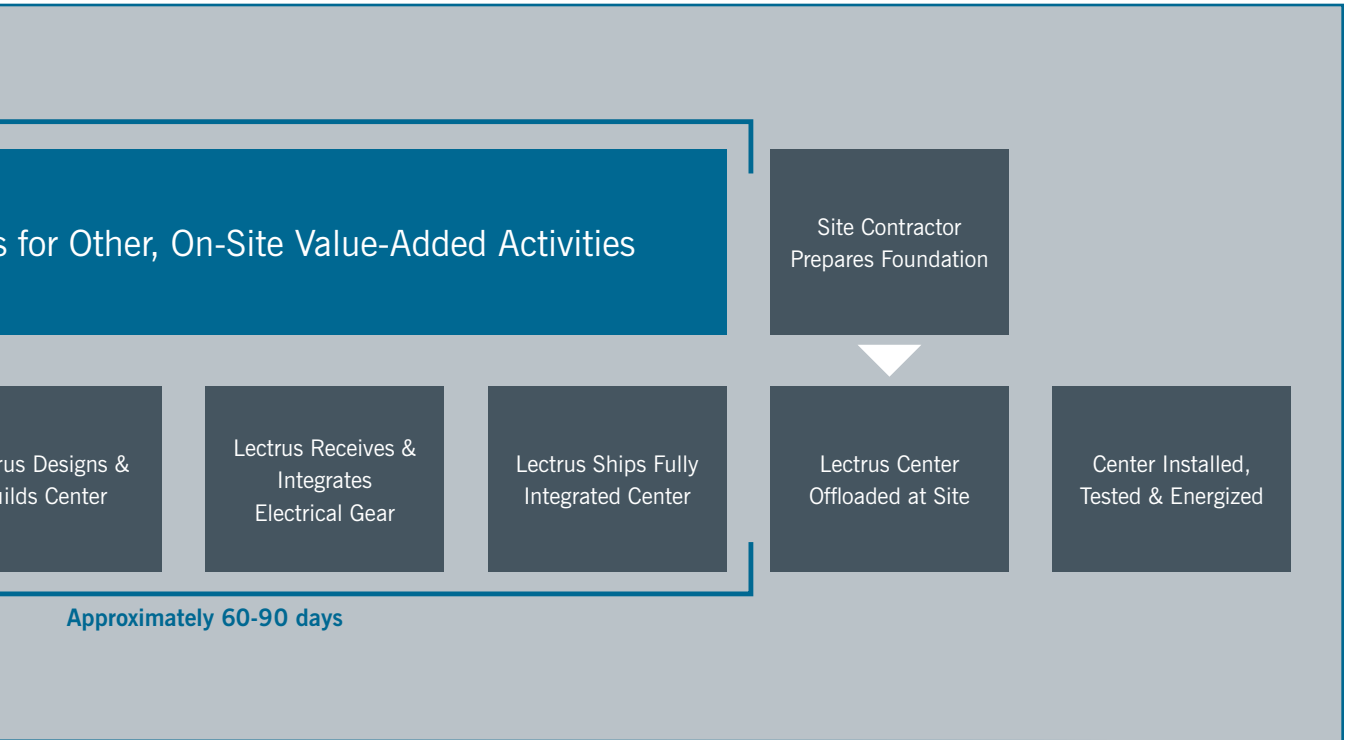 s for Other, On-Site Value-Added Activities
Site Contractor
Prepares Foundation
rus Designs &
ilds Center
Lectrus Receives &
Integrates
Electrical Gear
Lectrus Ships Fully
Integrated Center
Lectrus Center
Offloaded at Site
Center Installed,
Tested & Energized
Approximately 60-90 days